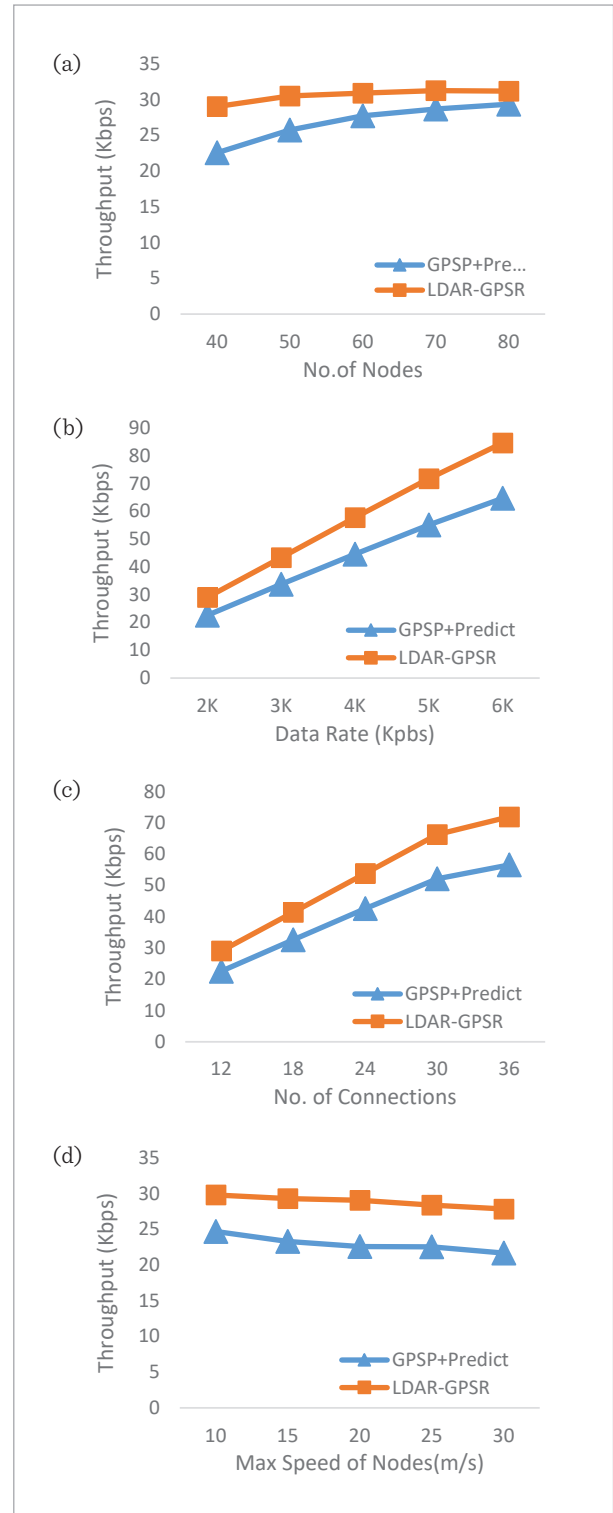 (a)
Throughput (Kbps)
35
30
25
20
15
10
5
0
GPSP+Pre...
LDAR-GPSR
40 50 60 70 80
No.of Nodes
(b)
Throughput (Kbps)
90
80
70
60
50
40
30
20
10
0
GPSP+Predict
LDAR-GPSR
2K 3K 4K 5K 6K
Data Rate (Kpbs)
(c)
Throughput (Kbps)
80
70
60
50
40
30
20
10
0
GPSP+Predict
LDAR-GPSR
12 18 24 30 36
No. of Connections
(d)
Throughput (Kbps)
35
30
25
20
15
10
5
0
GPSP+Predict
LDAR-GPSR
10 15 20 25 30
Max Speed of Nodes(m/s)